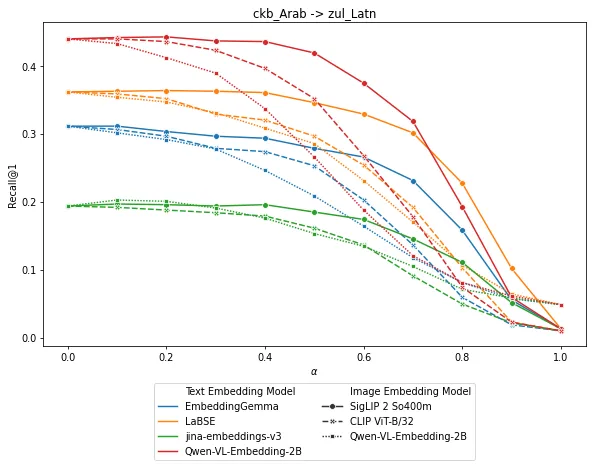 ckb_Arab -> zul_Latn
Recall@1
0.4
0.3
0.2
0.1
0.0
0.0 0.2 0.4 0.6 0.8 1.0
α
Text Embedding Model
EmbeddingGemma
LaBSE
jina-embeddings-v3
Qwen-VL-Embedding-2B
Image Embedding Model
SigLIP 2 So400m
CLIP ViT-B/32
Qwen-VL-Embedding-2B